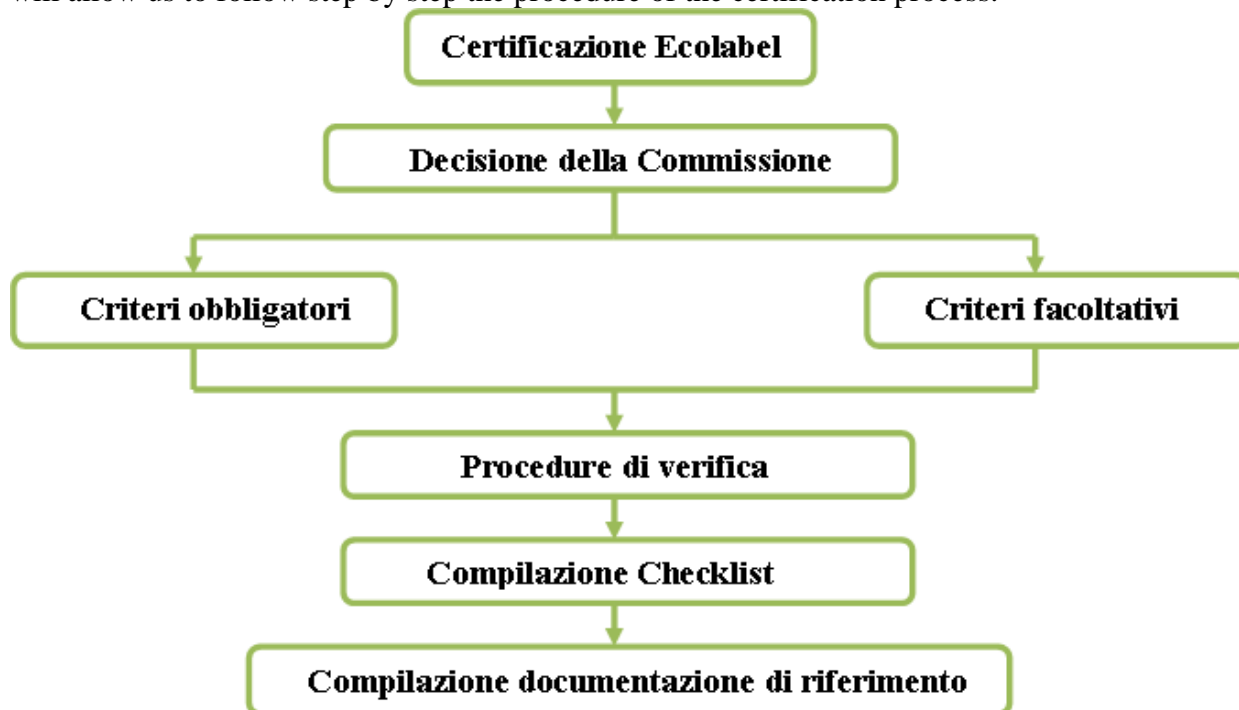 will allow us to follow step by step the procedure of the certification process.
Certificazione Ecolabel
Decisione della Commissione
Criteri obbligatori
Criteri facoltativi
Procedure di verifica
Compilazione Checklist
Compilazione documentazione di riferimento